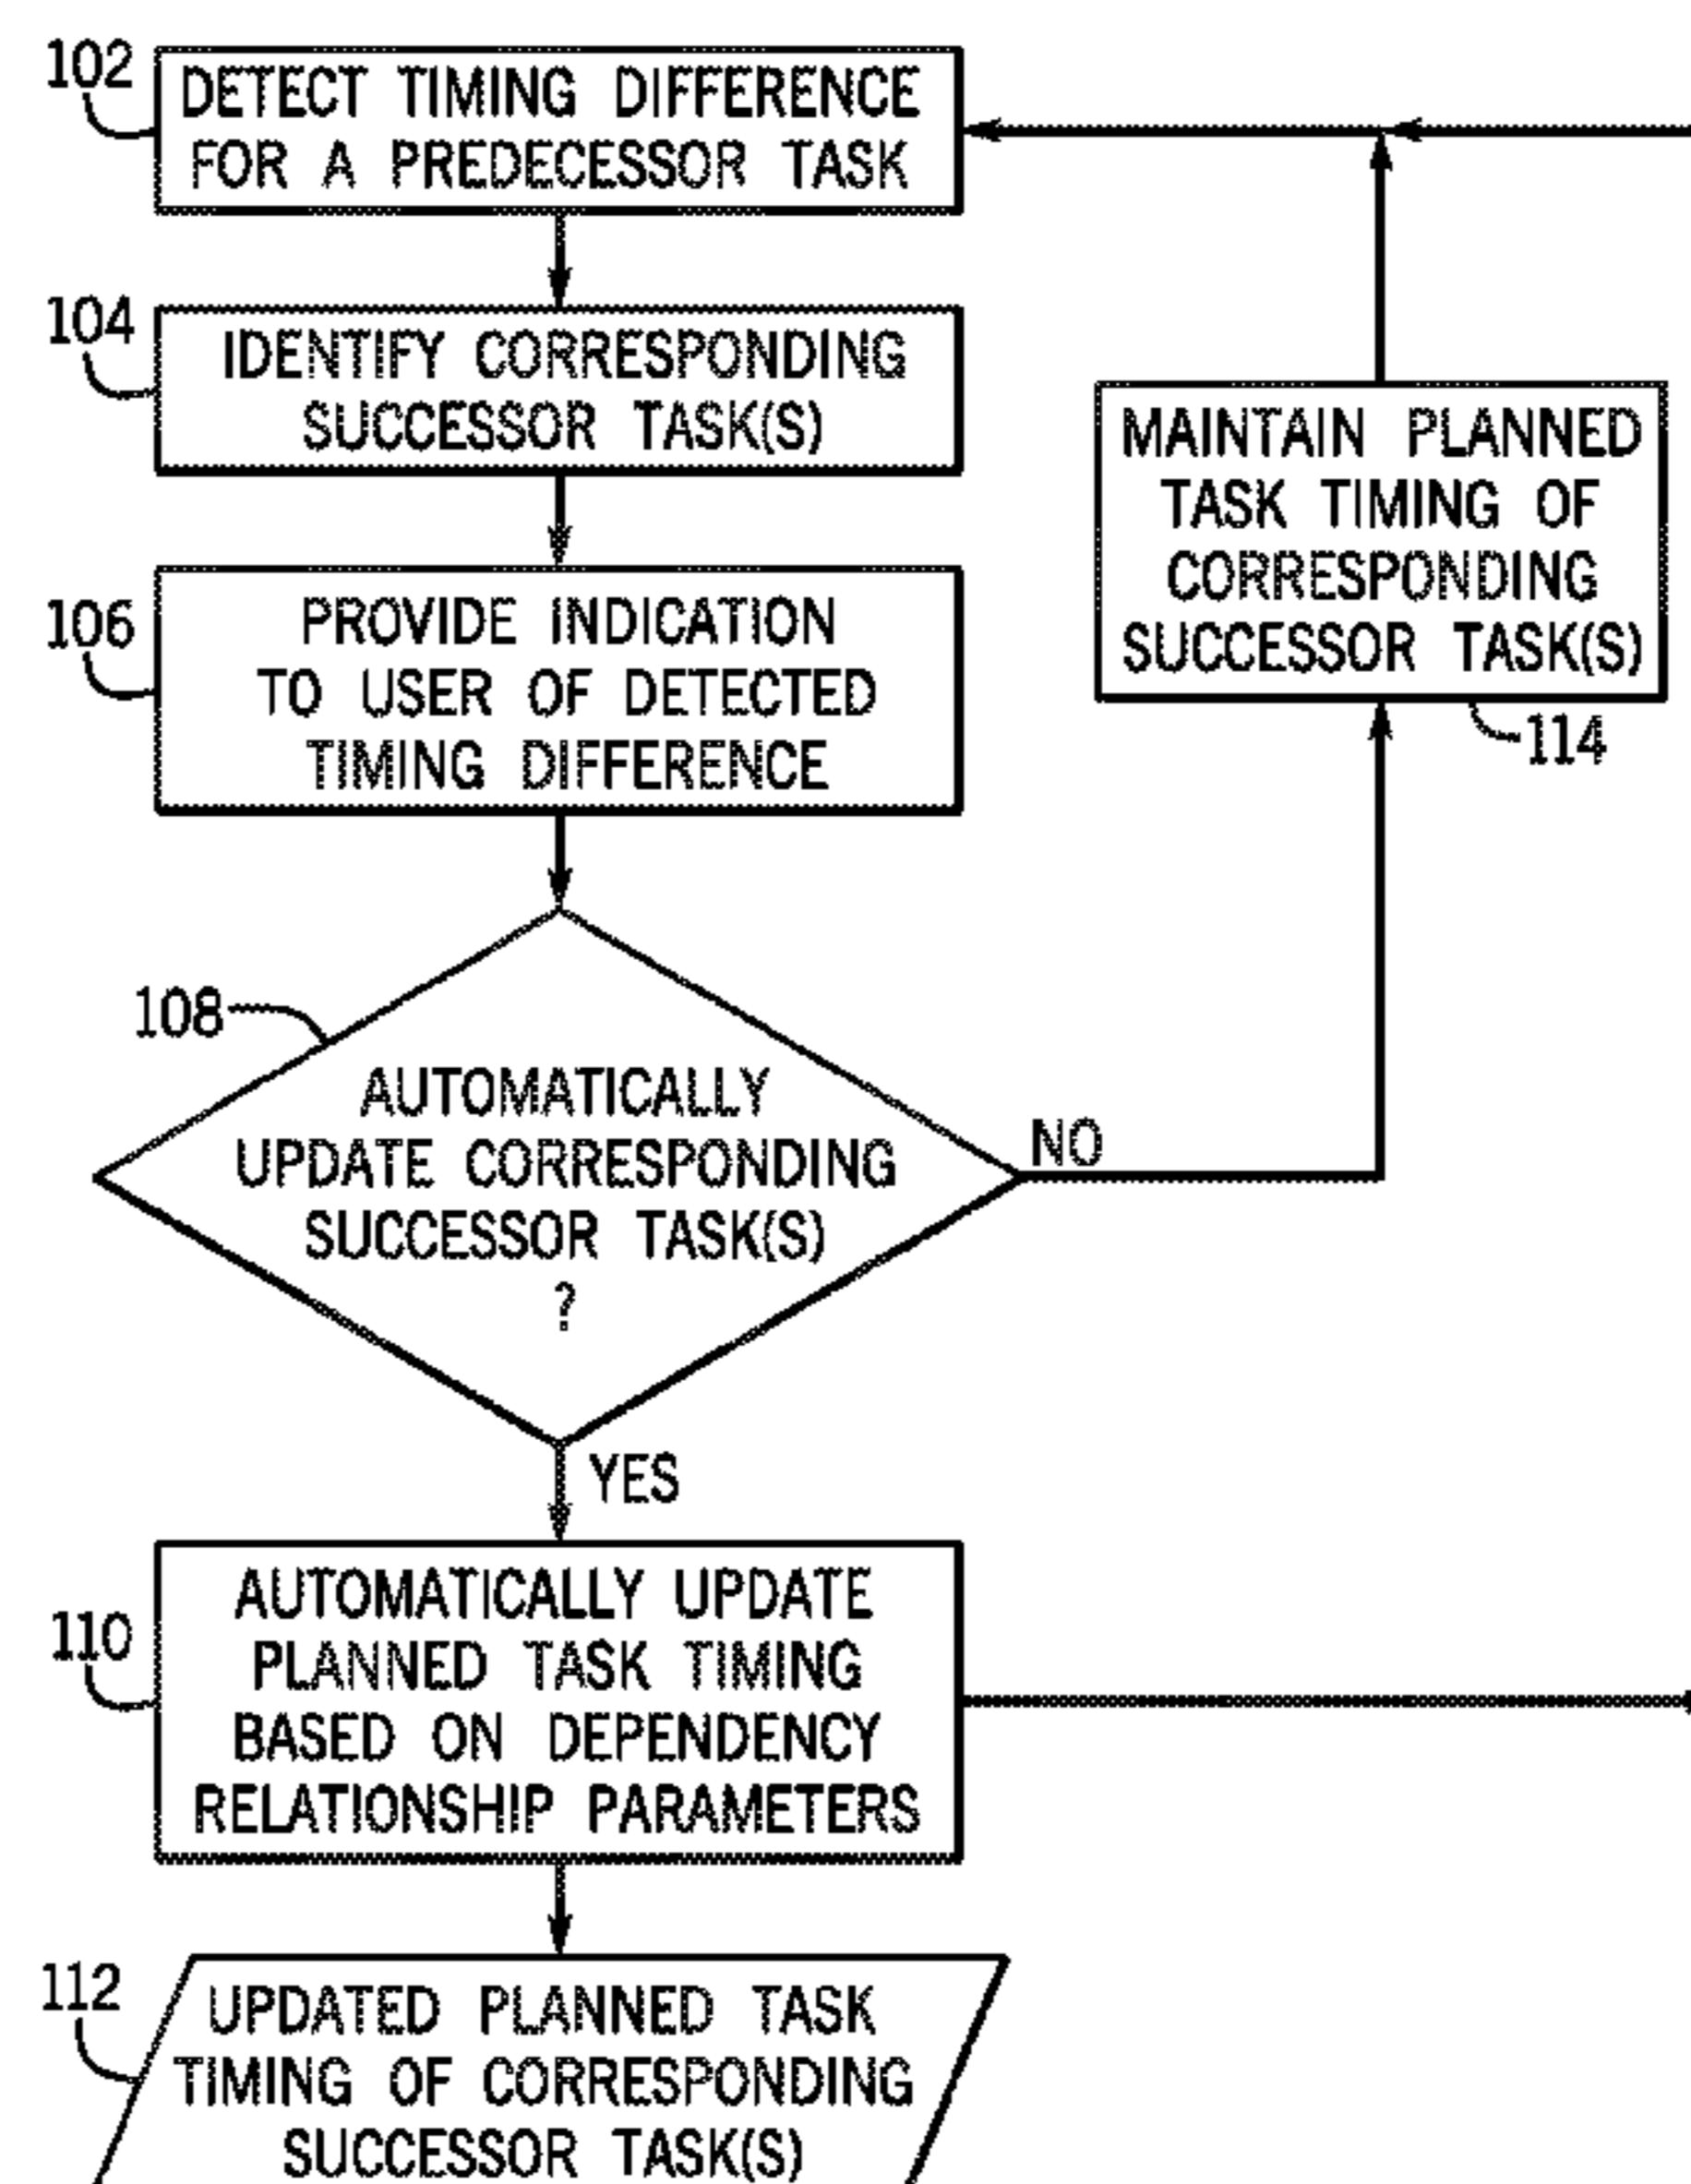 102
DETECT TIMING DIFFERENCE
FOR A PREDECESSOR TASK
104
IDENTIFY CORRESPONDING
SUCCESSOR TASK(S)
106
PROVIDE INDICATION
TO USER OF DETECTED
TIMING DIFFERENCE
108
AUTOMATICALLY
UPDATE CORRESPONDING
SUCCESSOR TASK(S)
?
NO
MAINTAIN PLANNED
TASK TIMING OF
CORRESPONDING
SUCCESSOR TASK(S)
114
YES
110
AUTOMATICALLY UPDATE
PLANNED TASK TIMING
BASED ON DEPENDENCY
RELATIONSHIP PARAMETERS
112
UPDATED PLANNED TASK
TIMING OF CORRESPONDING
SUCCESSOR TASK(S)